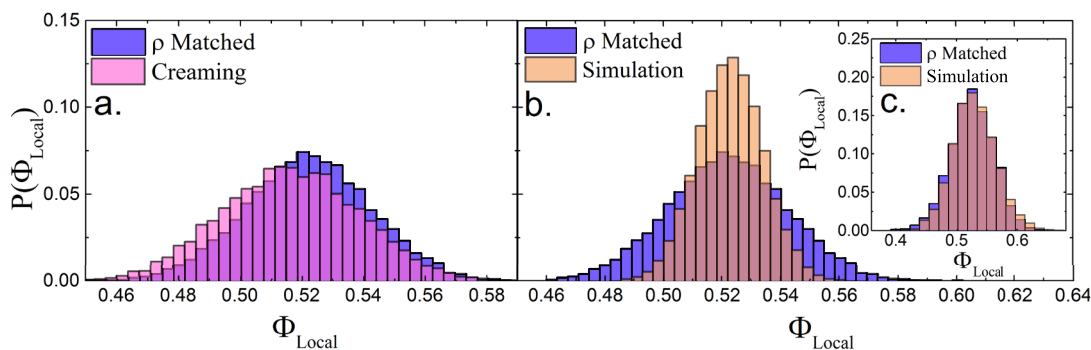 ρ Matched
Creaming
a.
P(Φ_Local)
0.15
0.10
0.05
0.00
0.46 0.48 0.50 0.52 0.54 0.56 0.58
Φ_Local
ρ Matched
Simulation
b.
0.46 0.48 0.50 0.52 0.54 0.56 0.58 0.60 0.62 0.64
Φ_Local
ρ Matched
Simulation
c.
P(Φ_Local)
0.25
0.20
0.15
0.10
0.05
0.00
0.4 0.5 0.6
Φ_Local